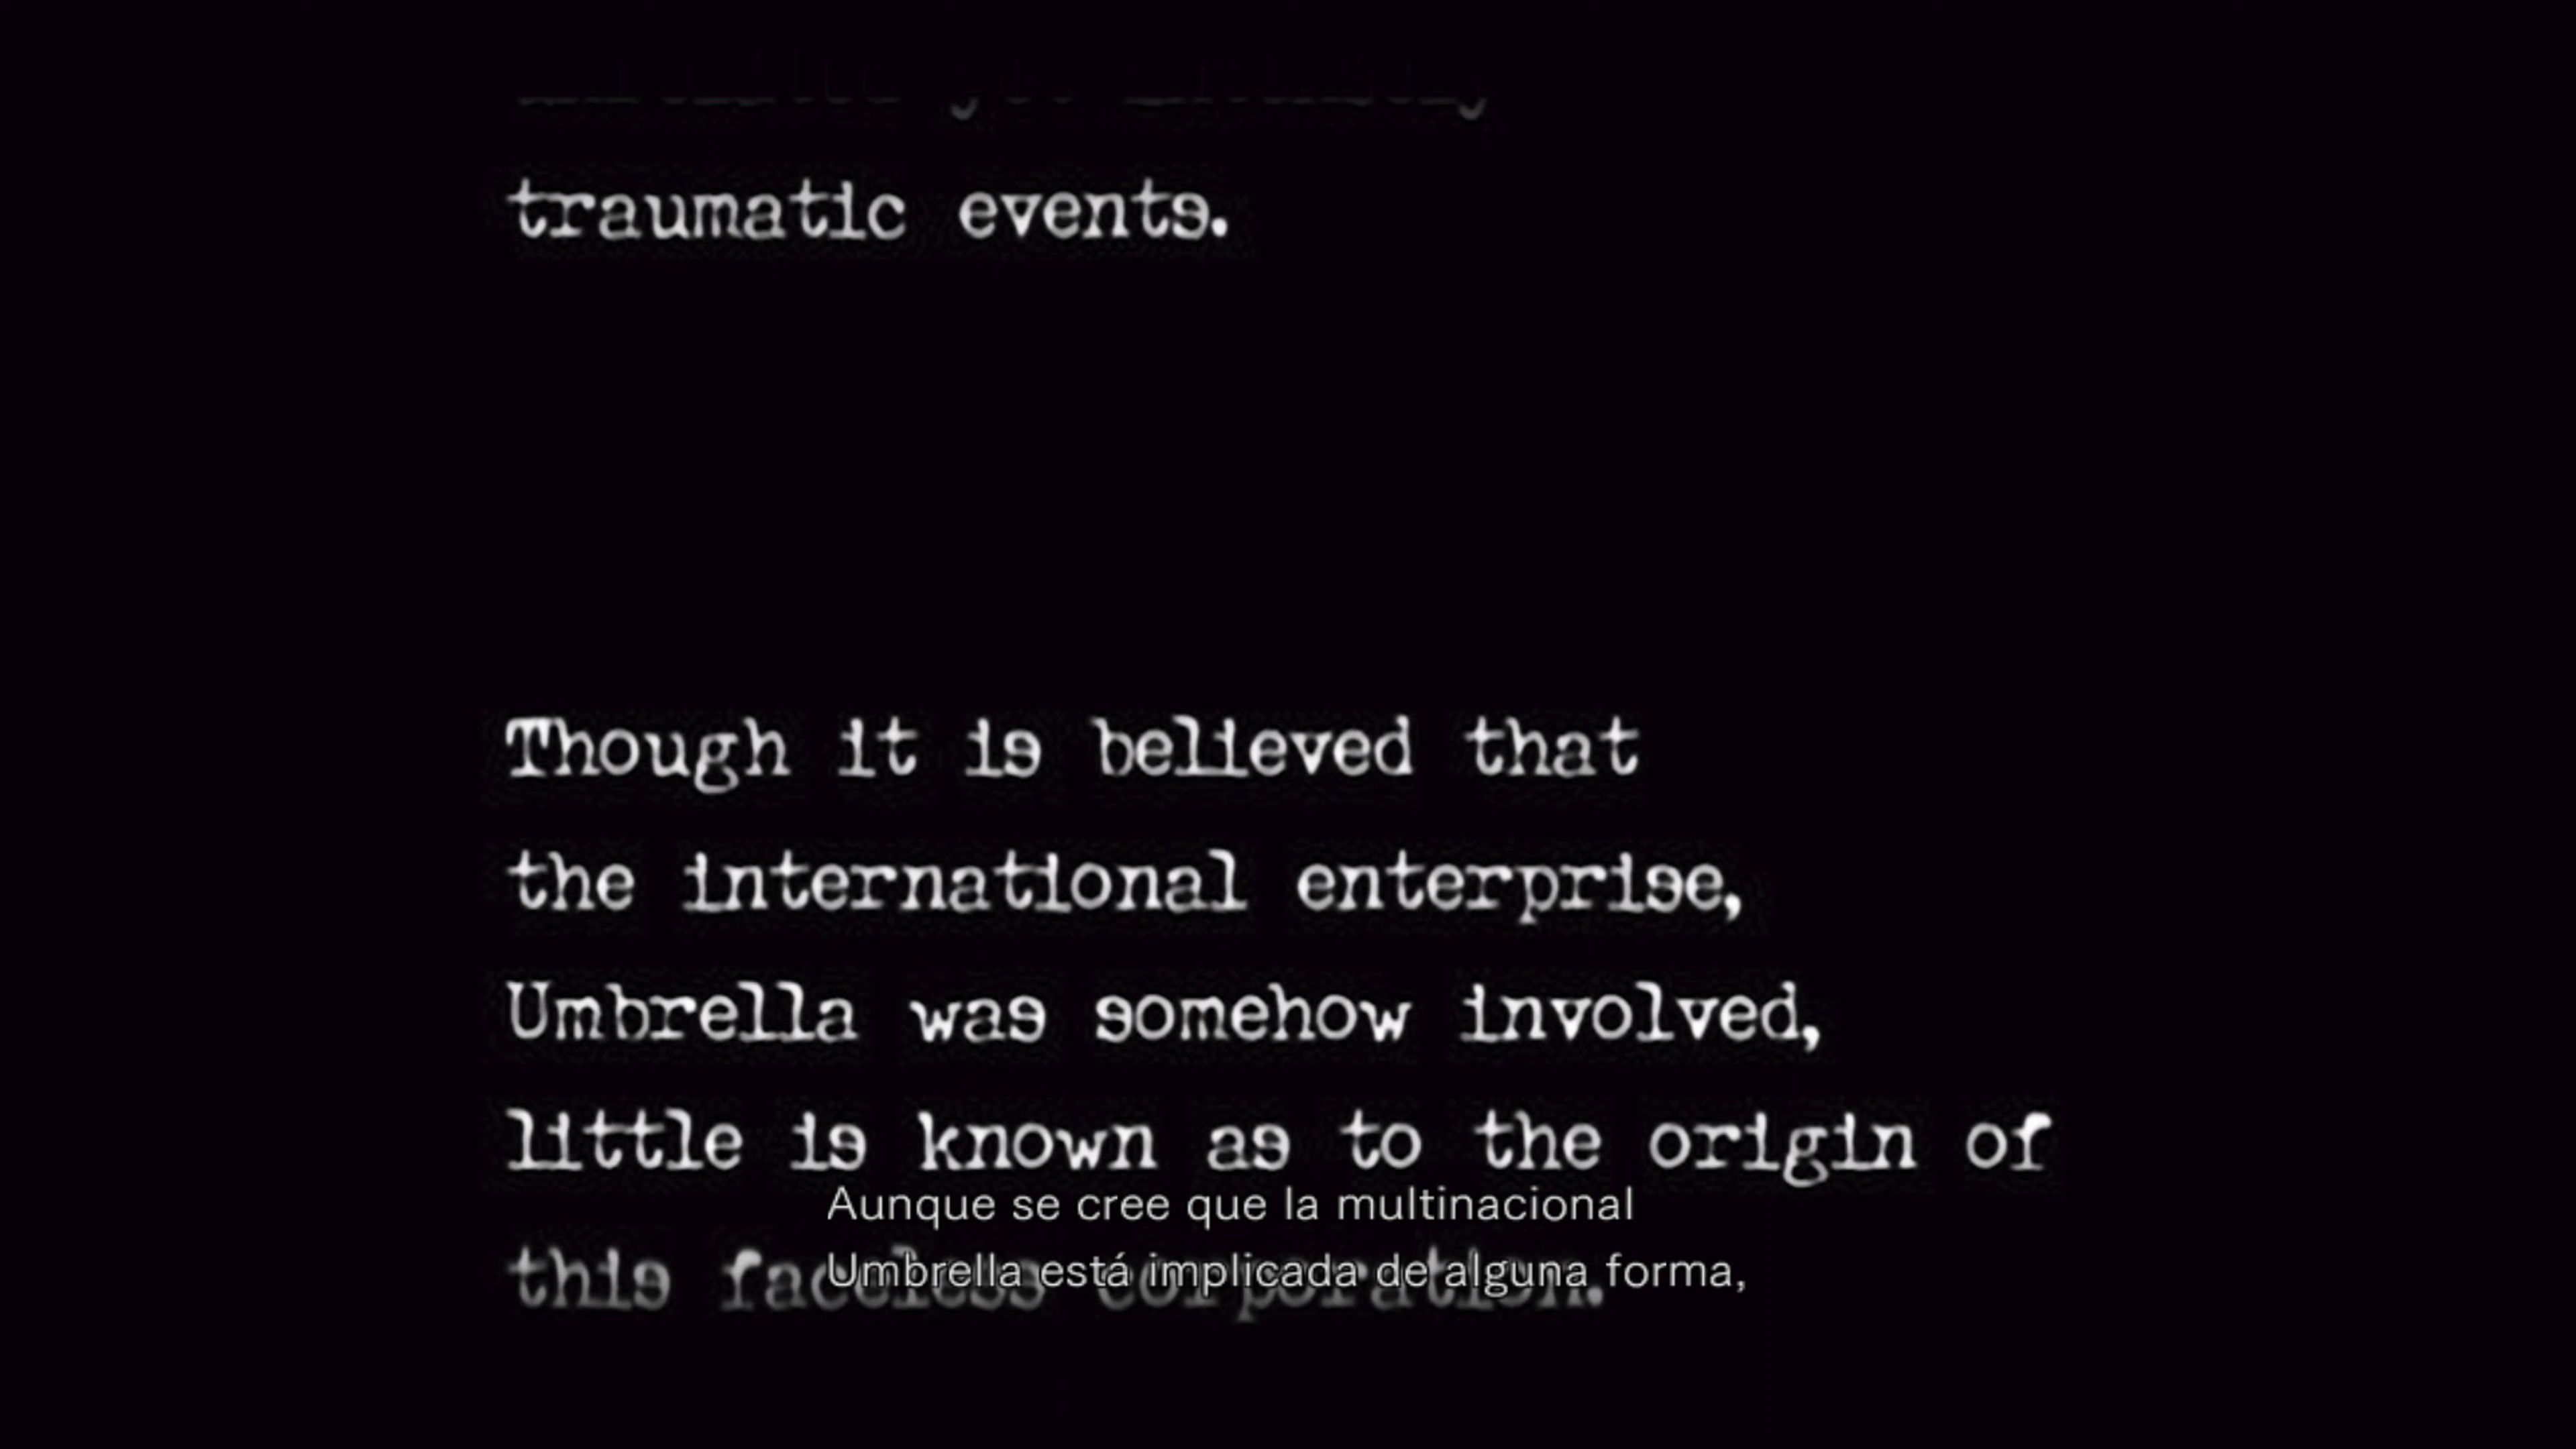 traumatic events.
Though it is believed that
the international enterprise,
Umbrella was somehow involved,
little is known as to the origin of
Aunque se cree que la multinacional
this faceless corporation.
Umbrella está implicada de alguna forma,